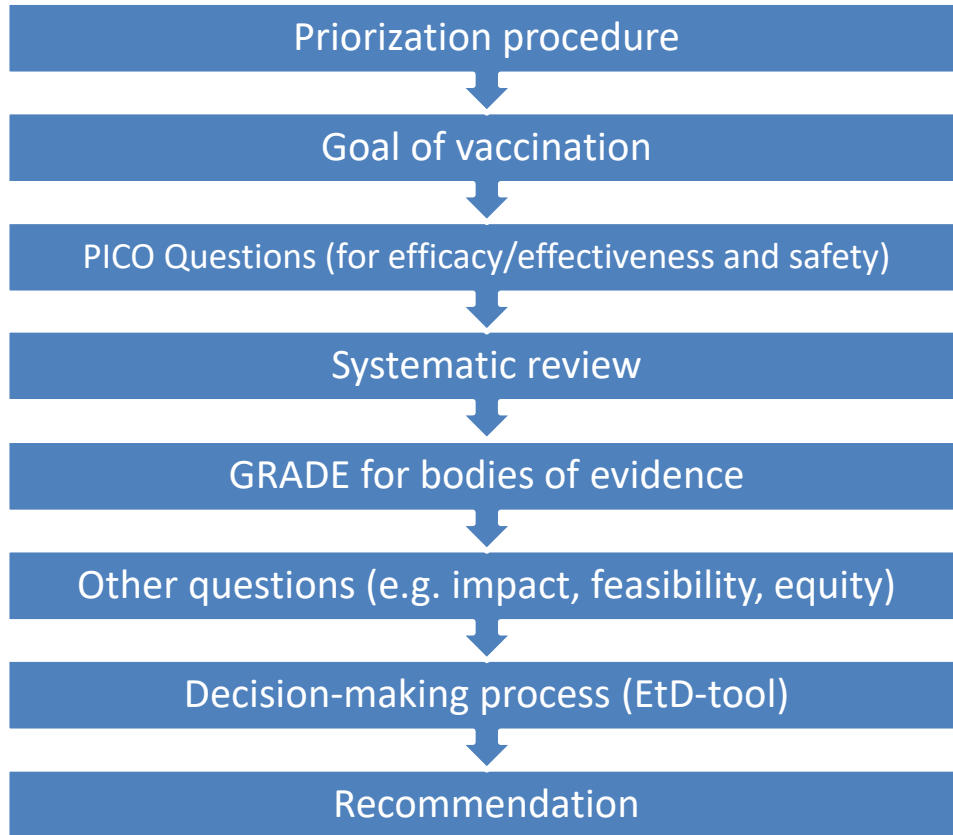 Priorization procedure
Goal of vaccination
PICO Questions (for efficacy/effectiveness and safety)
Systematic review
GRADE for bodies of evidence
Other questions (e.g. impact, feasibility, equity)
Decision-making process (EtD-tool)
Recommendation